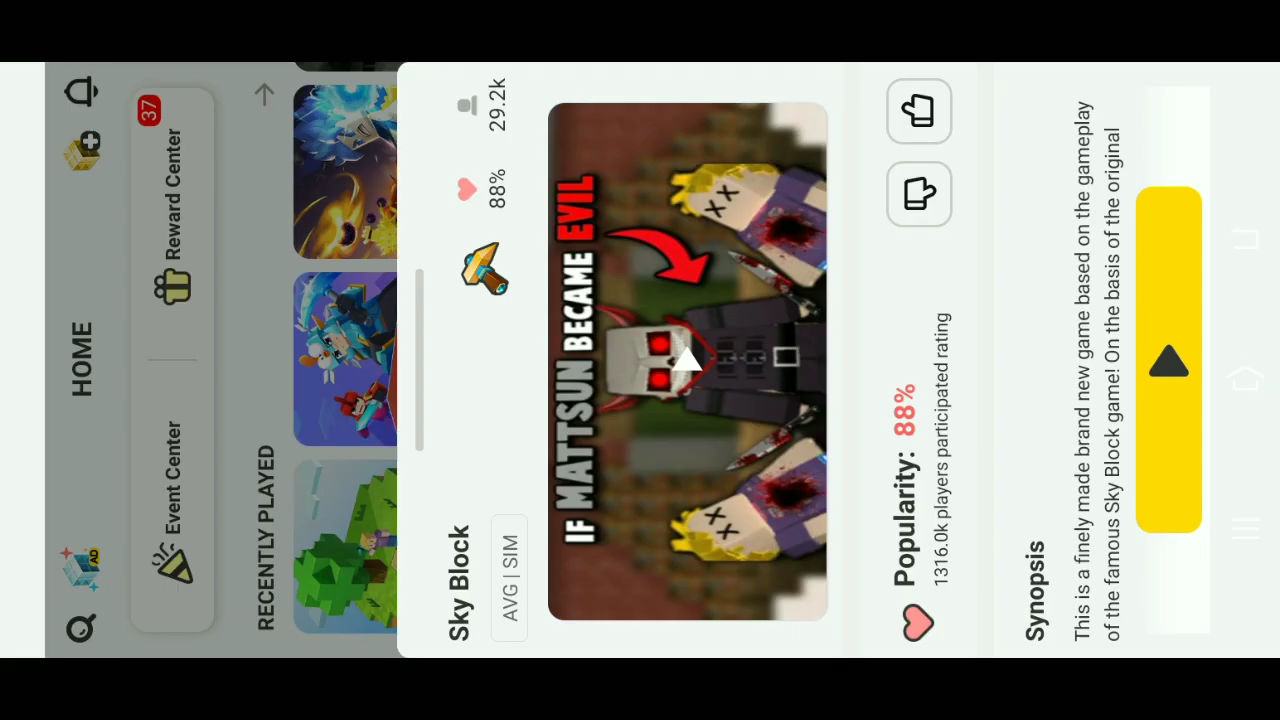 HOME
AD
Event Center
Reward Center
37
RECENTLY PLAYED
Sky Block
88%
29.2k
AVG | SIM
IF MATTSUN BECAME EVIL
Popularity: 88%
1316.0k players participated rating
Synopsis
This is a finely made brand new game based on the gameplay
of the famous Sky Block game! On the basis of the original